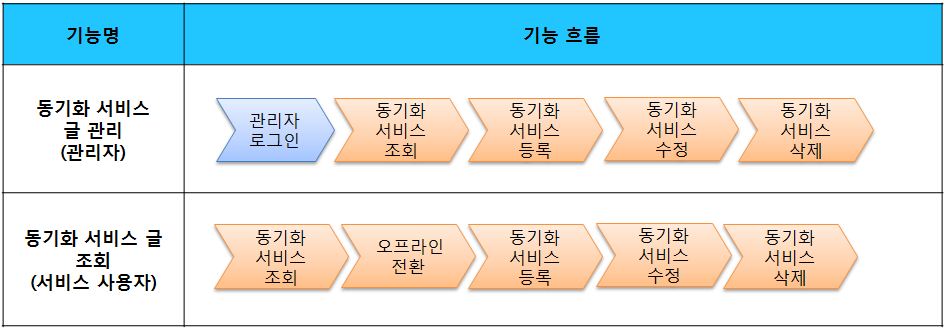 기능명
기능 흐름
동기화 서비스
글 관리
(관리자)
관리자
로그인
동기화
서비스
조회
동기화
서비스
등록
동기화
서비스
수정
동기화
서비스
삭제
동기화 서비스 글
조회
(서비스 사용자)
동기화
서비스
조회
오프라인
전환
동기화
서비스
등록
동기화
서비스
수정
동기화
서비스
삭제